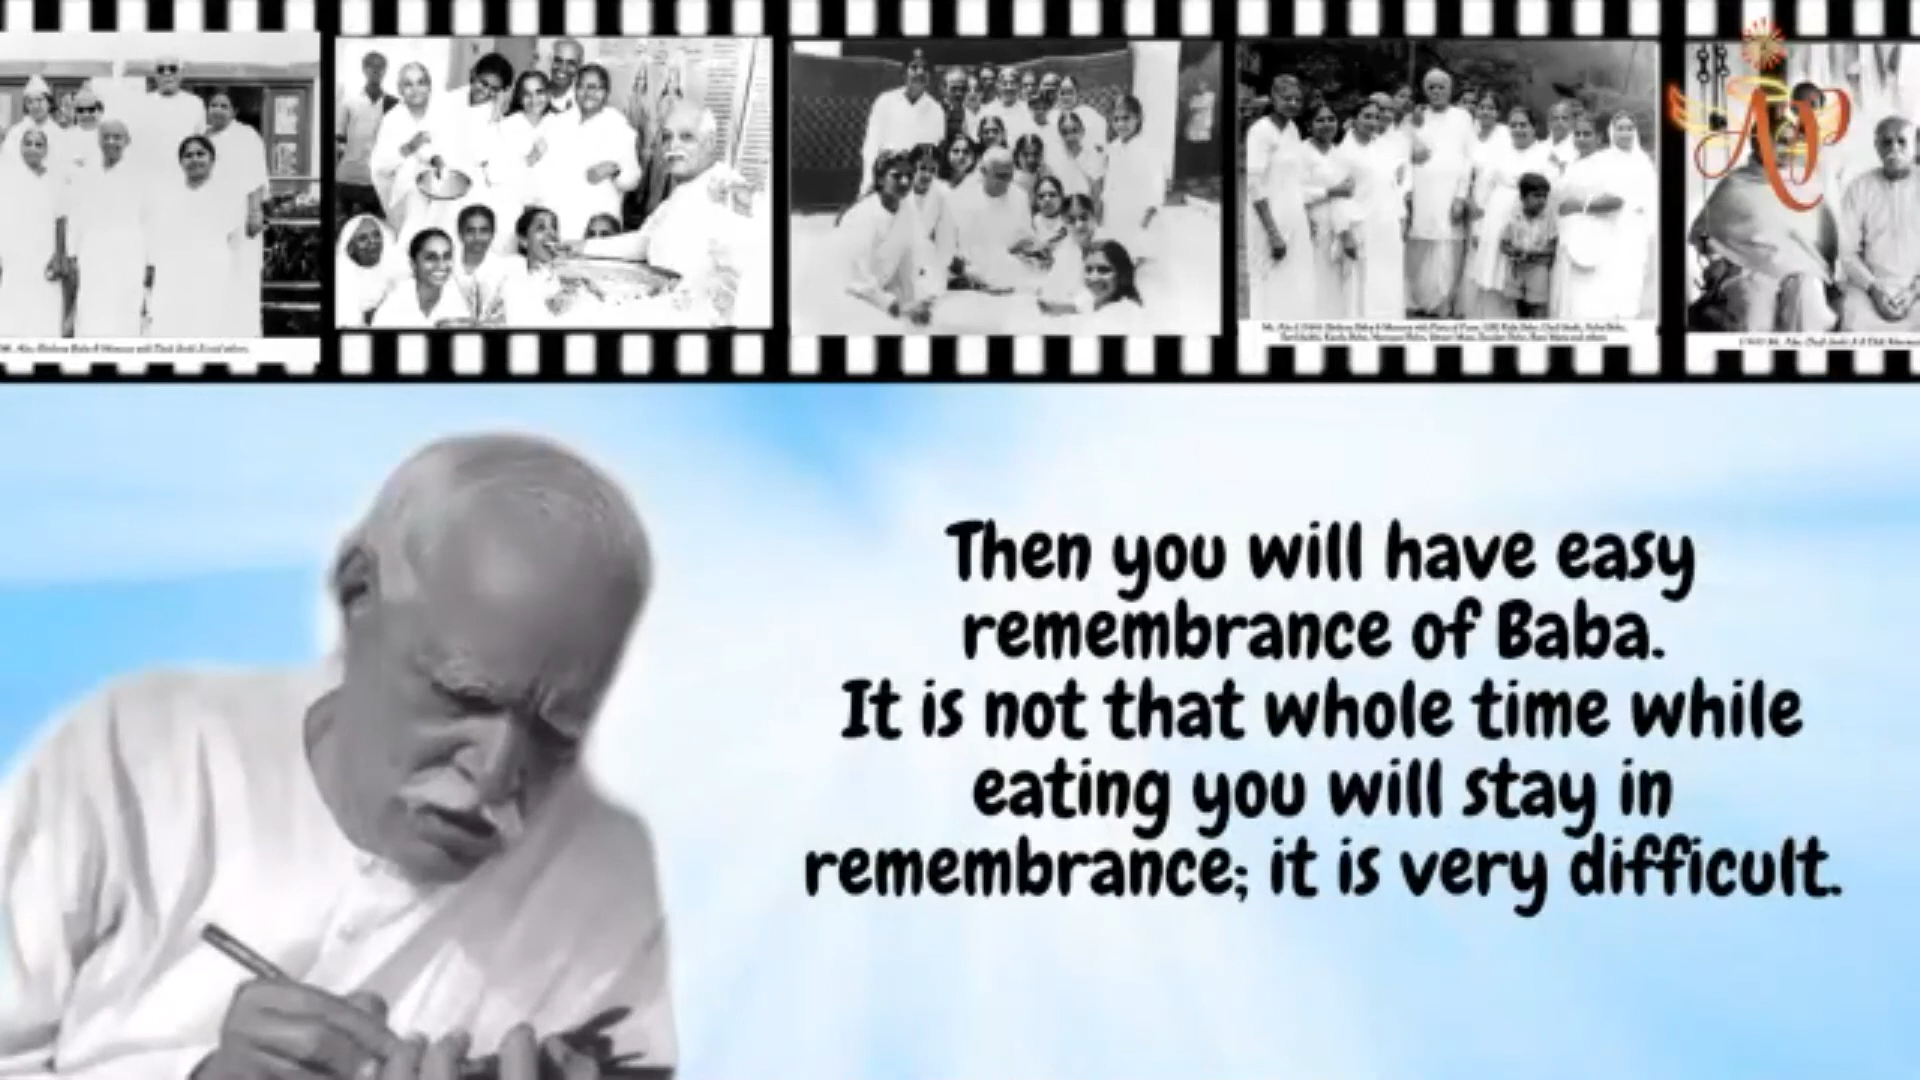 Then you will have easy
remembrance of Baba.
It is not that whole time while
eating you will stay in
remembrance; it is very difficult.